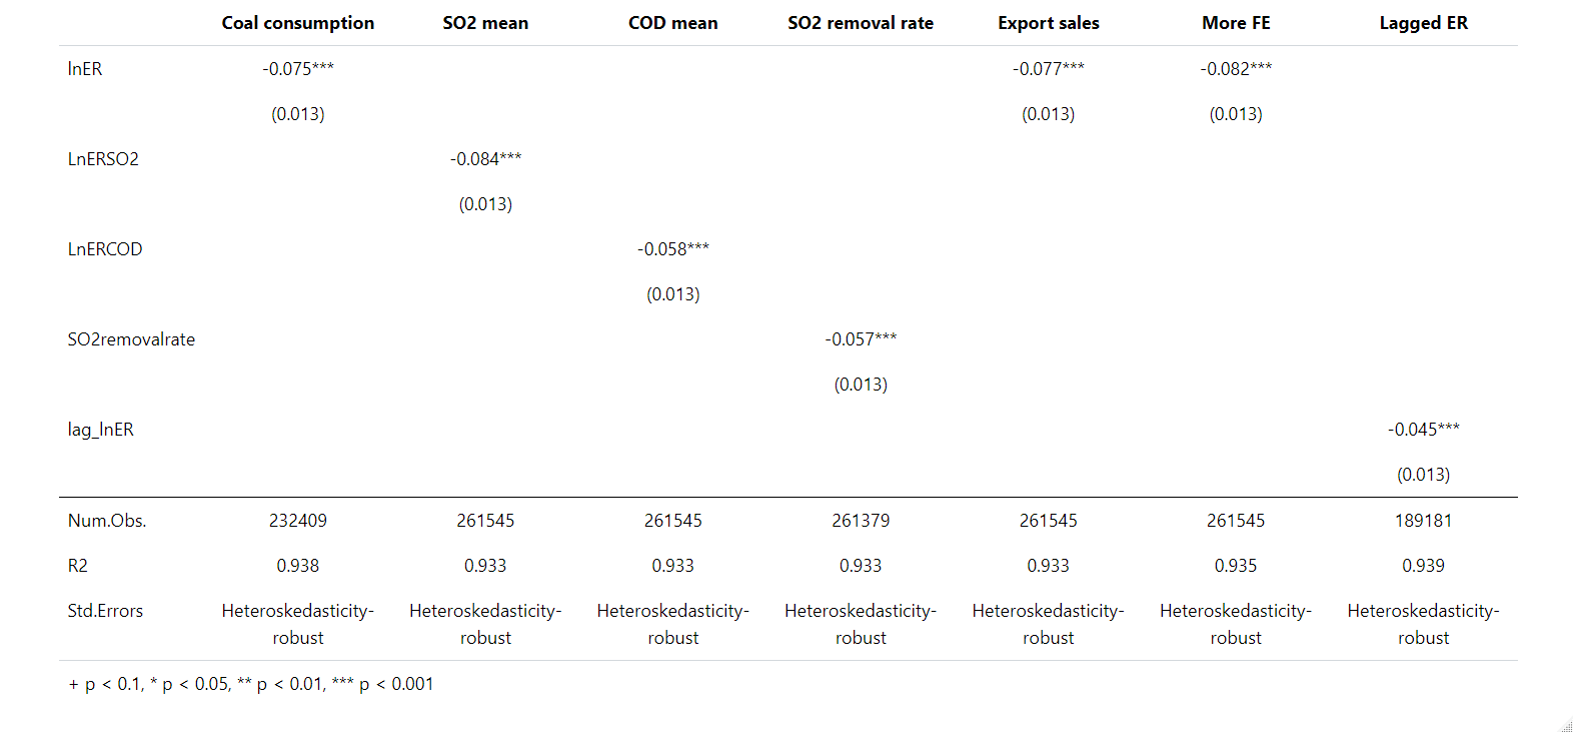 Coal consumption SO2 mean COD mean SO2 removal rate Export sales More FE Lagged ER
lnER -0.075*** -0.077*** -0.082***
(0.013) (0.013) (0.013)
LnERSO2 -0.084***
(0.013)
LnERCOD -0.058***
(0.013)
SO2removalrate -0.057***
(0.013)
lag_lnER -0.045***
(0.013)
Num.Obs. 232409 261545 261545 261379 261545 261545 189181
R2 0.938 0.933 0.933 0.933 0.933 0.935 0.939
Std.Errors Heteroskedasticity- Heteroskedasticity- Heteroskedasticity- Heteroskedasticity- Heteroskedasticity- Heteroskedasticity- Heteroskedasticity-
robust robust robust robust robust robust robust
+ p < 0.1, * p < 0.05, ** p < 0.01, *** p < 0.001